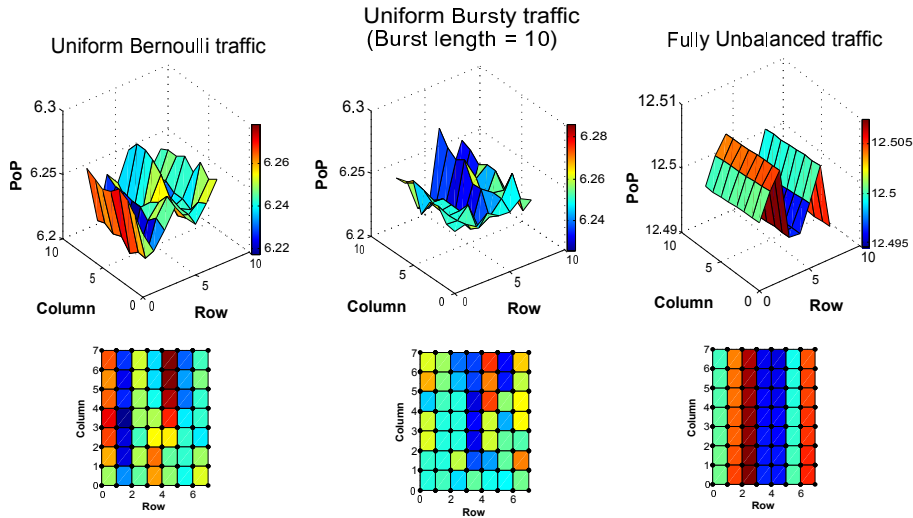 Uniform Bernoulli traffic
Uniform Bursty traffic
(Burst length = 10)
Fully Unbalanced traffic
6.3
6.25
6.2
PoP
10
5
0
Column
0
5
10
Row
6.26
6.24
6.22
6.3
6.25
6.2
PoP
10
5
0
Column
0
5
10
Row
6.28
6.26
6.24
12.51
12.5
12.49
PoP
10
5
0
Column
0
5
10
Row
12.505
12.5
12.495
7
6
5
4
3
2
1
0
Column
0 2 4 6
Row
7
6
5
4
3
2
1
0
Column
0 2 4 6
Row
7
6
5
4
3
2
1
0
Column
0 2 4 6
Row